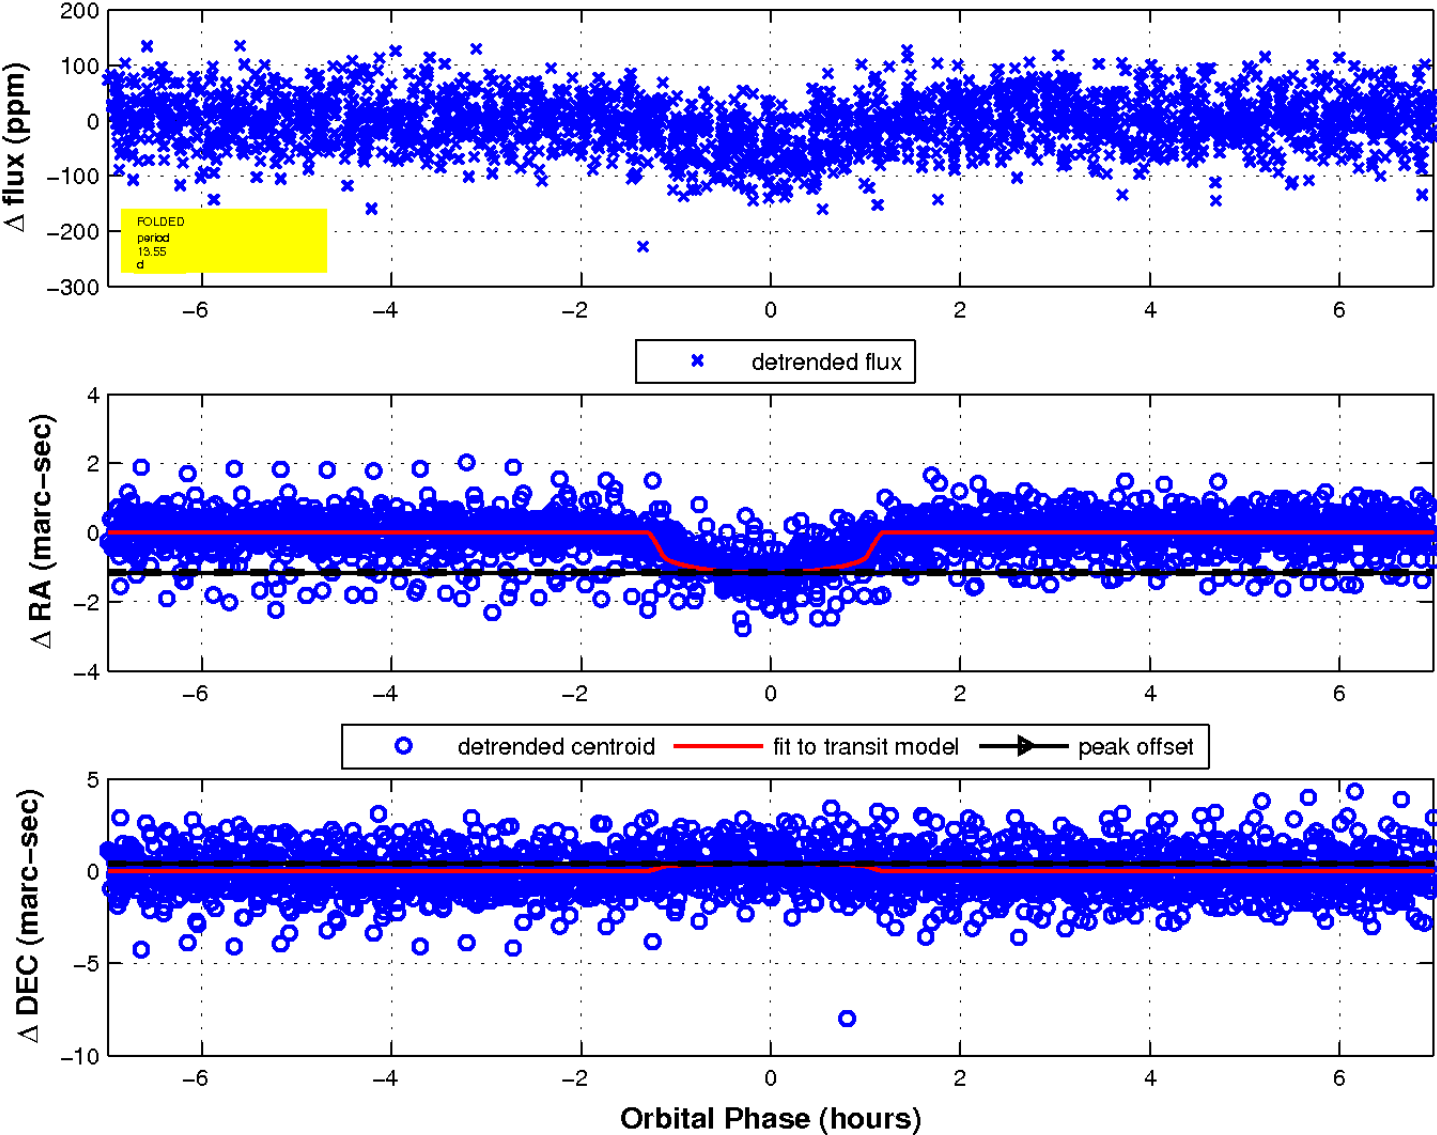 200
100
0
−100
−200
−300
Δ flux (ppm)
FOLDED
period
13.55
d
−6 −4 −2 0 2 4 6
detrended flux
4
2
0
−2
−4
Δ RA (marc−sec)
−6 −4 −2 0 2 4 6
detrended centroid fit to transit model peak offset
5
0
−5
−10
Δ DEC (marc−sec)
−6 −4 −2 0 2 4 6
Orbital Phase (hours)